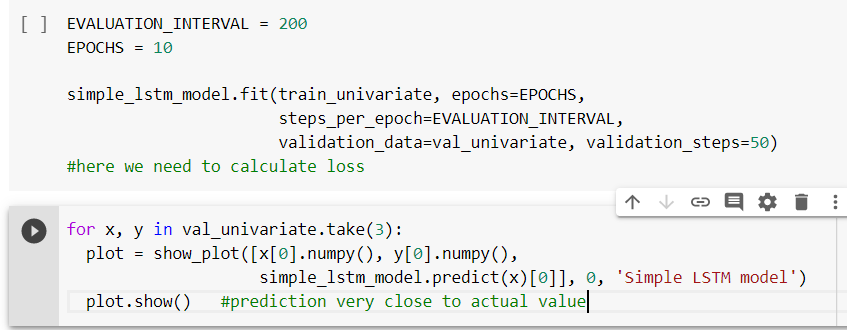 [ ] EVALUATION_INTERVAL = 200
EPOCHS = 10
simple_lstm_model.fit(train_univariate, epochs=EPOCHS,
steps_per_epoch=EVALUATION_INTERVAL,
validation_data=val_univariate, validation_steps=50)
#here we need to calculate loss
for x, y in val_univariate.take(3):
plot = show_plot([x[0].numpy(), y[0].numpy(),
simple_lstm_model.predict(x)[0]], 0, 'Simple LSTM model')
plot.show() #prediction very close to actual value